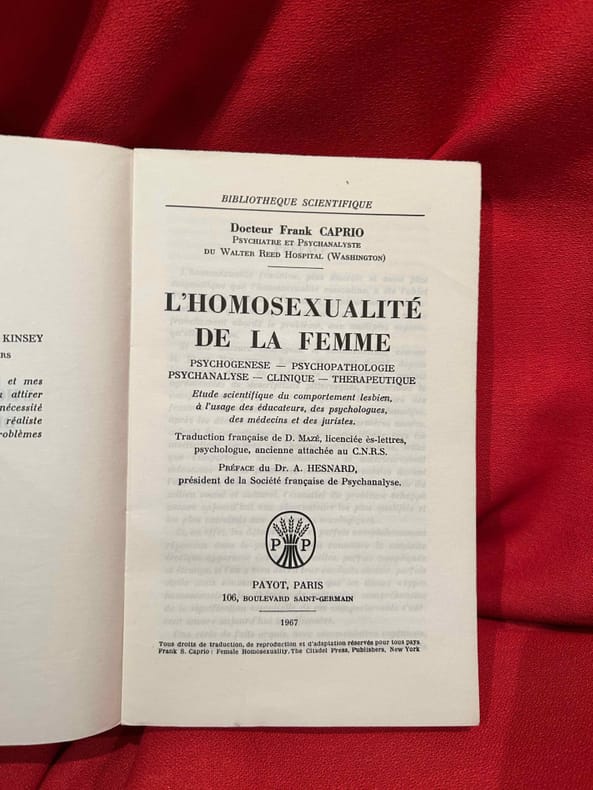 KINSEY
RS
et mes
attirer
nécessité
réaliste
oblèmes
BIBLIOTHEQUE SCIENTIFIQUE
Docteur Frank CAPRIO
PSYCHIATRE ET PSYCHANALYSTE
DU WALTER REED HOSPITAL (WASHINGTON)
L'HOMOSEXUALITÉ
DE LA FEMME
PSYCHOGENESE — PSYCHOPATHOLOGIE
PSYCHANALYSE — CLINIQUE — THERAPEUTIQUE
Etude scientifique du comportement lesbien,
à l'usage des éducateurs, des psychologues,
des médecins et des juristes.
Traduction française de D. MAZÉ, licenciée ès-lettres,
psychologue, ancienne attachée au C.N.R.S.
PRÉFACE du Dr. A. HESNARD,
président de la Société française de Psychanalyse.
P P
PAYOT, PARIS
106, BOULEVARD SAINT-GERMAIN
1967
Tous droits de traduction, de reproduction et d'adaptation réservés pour tous pays.
Frank S. Caprio : Female Homosexuality, The Citadel Press, Publishers, New York